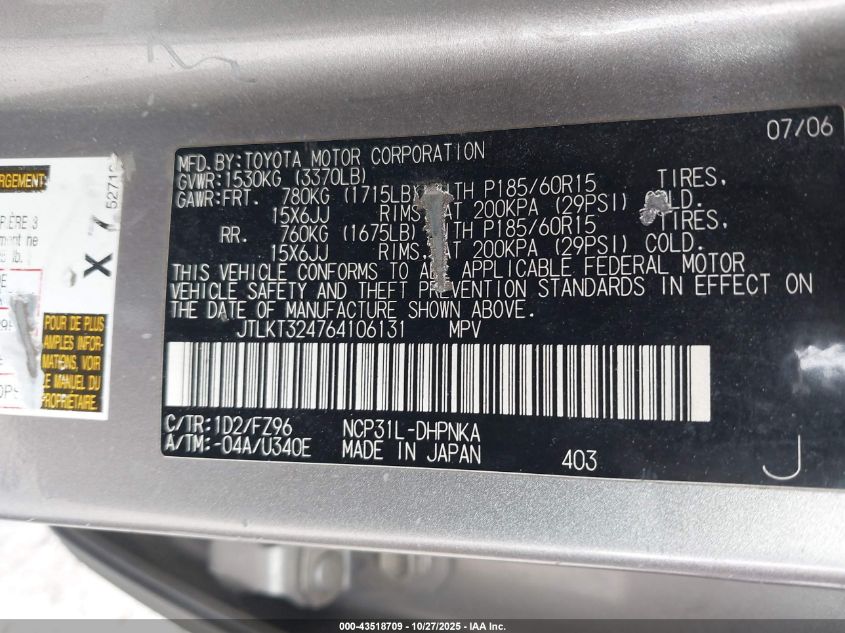 07/06
MFD.BY:TOYOTA MOTOR CORPORATION
GVWR:1530KG (3370LB)
GAWR:FRT. 780KG (1715LB) WITH P185/60R15 TIRES,
15X6JJ RIMS, AT 200KPA (29PSI) COLD.
RR. 760KG (1675LB) WITH P185/60R15 TIRES,
15X6JJ RIMS, AT 200KPA (29PSI) COLD.
THIS VEHICLE CONFORMS TO ALL APPLICABLE FEDERAL MOTOR
VEHICLE SAFETY AND THEFT PREVENTION STANDARDS IN EFFECT ON
THE DATE OF MANUFACTURE SHOWN ABOVE.
JTLKT324764106131 MPV
C/TR:1D2/FZ96 NCP31L-DHPNKA
A/TM:-04A/U340E MADE IN JAPAN 403
J
RGEMENT
5271
X
POUR DE PLUS
AMPLES INFOR-
MATIONS, VOIR
LE MANUEL DU
PROPRIÉTAIRE.
000-43518709 - 10/27/2025 - IAA Inc.